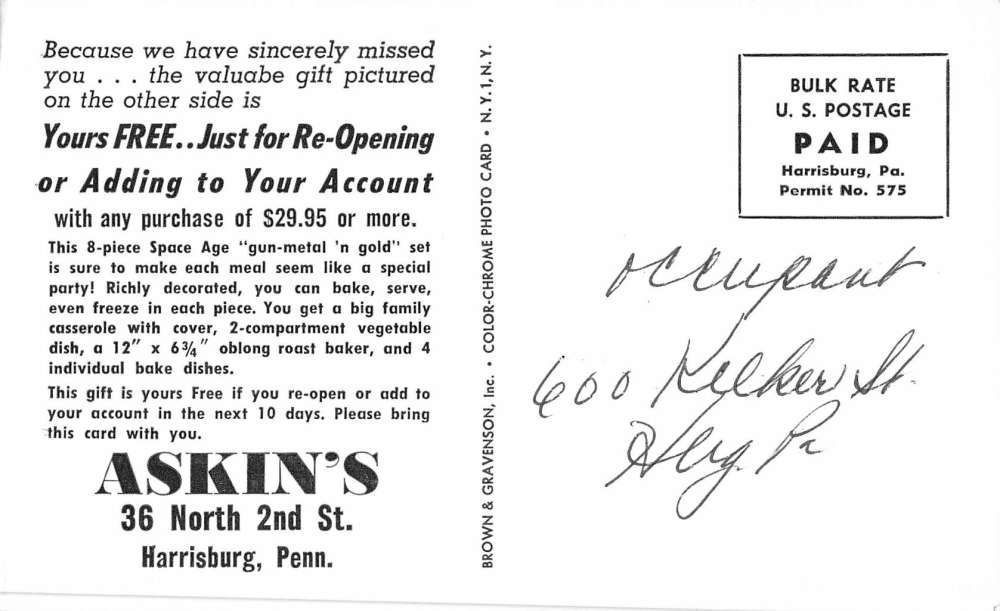 Because we have sincerely missed
you . . . the valuabe gift pictured
on the other side is
Yours FREE..Just for Re-Opening
or Adding to Your Account
with any purchase of $29.95 or more.
This 8-piece Space Age "gun-metal 'n gold" set
is sure to make each meal seem like a special
party! Richly decorated, you can bake, serve,
even freeze in each piece. You get a big family
casserole with cover, 2-compartment vegetable
dish, a 12" x 6¾" oblong roast baker, and 4
individual bake dishes.
This gift is yours Free if you re-open or add to
your account in the next 10 days. Please bring
this card with you.
ASKIN'S
36 North 2nd St.
Harrisburg, Penn.
BROWN & GRAVENSON, Inc. • COLOR-CHROME PHOTO CARD • N.Y. 1, N.Y.
BULK RATE
U. S. POSTAGE
PAID
Harrisburg, Pa.
Permit No. 575
Occupant
600 Kelker St.
Hbg. Pa